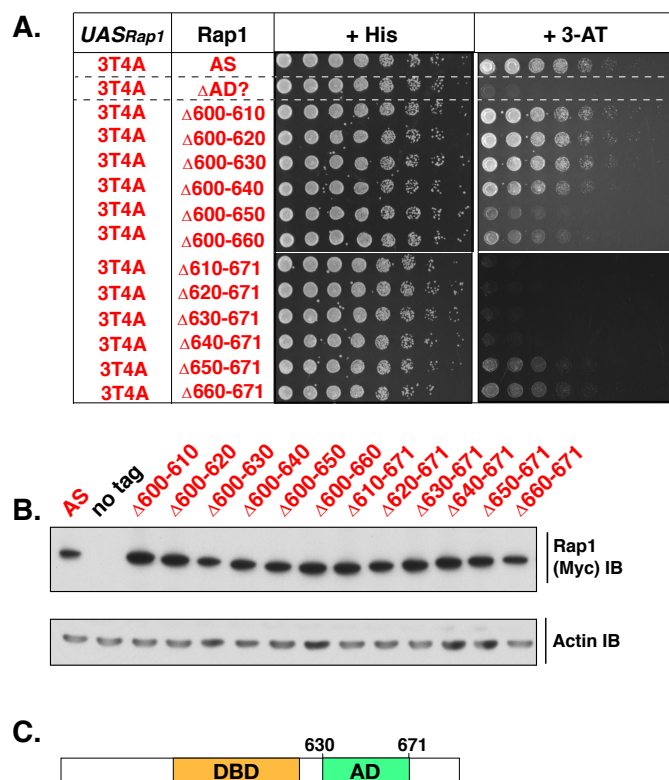 A.
UASRap1 Rap1 + His + 3-AT
3T4A AS
3T4A ΔAD?
3T4A Δ600-610
3T4A Δ600-620
3T4A Δ600-630
3T4A Δ600-640
3T4A Δ600-650
3T4A Δ600-660
3T4A Δ610-671
3T4A Δ620-671
3T4A Δ630-671
3T4A Δ640-671
3T4A Δ650-671
3T4A Δ660-671
B.
AS no tag Δ600-610 Δ600-620 Δ600-630 Δ600-640 Δ600-650 Δ600-660 Δ610-671 Δ620-671 Δ630-671 Δ640-671 Δ650-671 Δ660-671
Rap1
(Myc) IB
Actin IB
C.
630 671
DBD AD